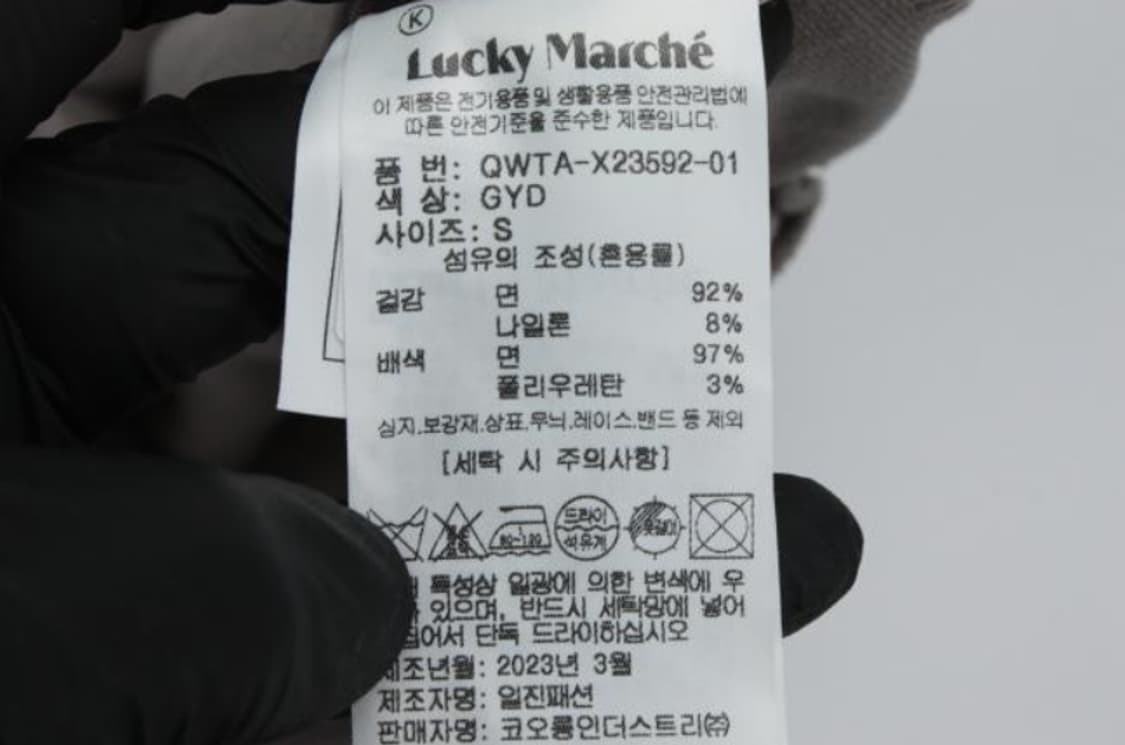 K
Lucky Marché
이 제품은 전기용품 및 생활용품 안전관리법에
따른 안전기준을 준수한 제품입니다.
품 번: QWTA-X23592-01
색 상: GYD
사이즈: S
섬유의 조성(혼용률)
겉감 면 92%
나일론 8%
배색 면 97%
폴리우레탄 3%
심지,보강재,상표,무늬,레이스,밴드 등 제외
[세탁 시 주의사항]
80~120 드라이 석유계 옷걸이
특성상 일광에 의한 변색에 우
있으며, 반드시 세탁망에 넣어
집어서 단독 드라이하십시오
제조년월: 2023년 3월
제조자명: 일진패션
판매자명: 코오롱인더스트리㈜